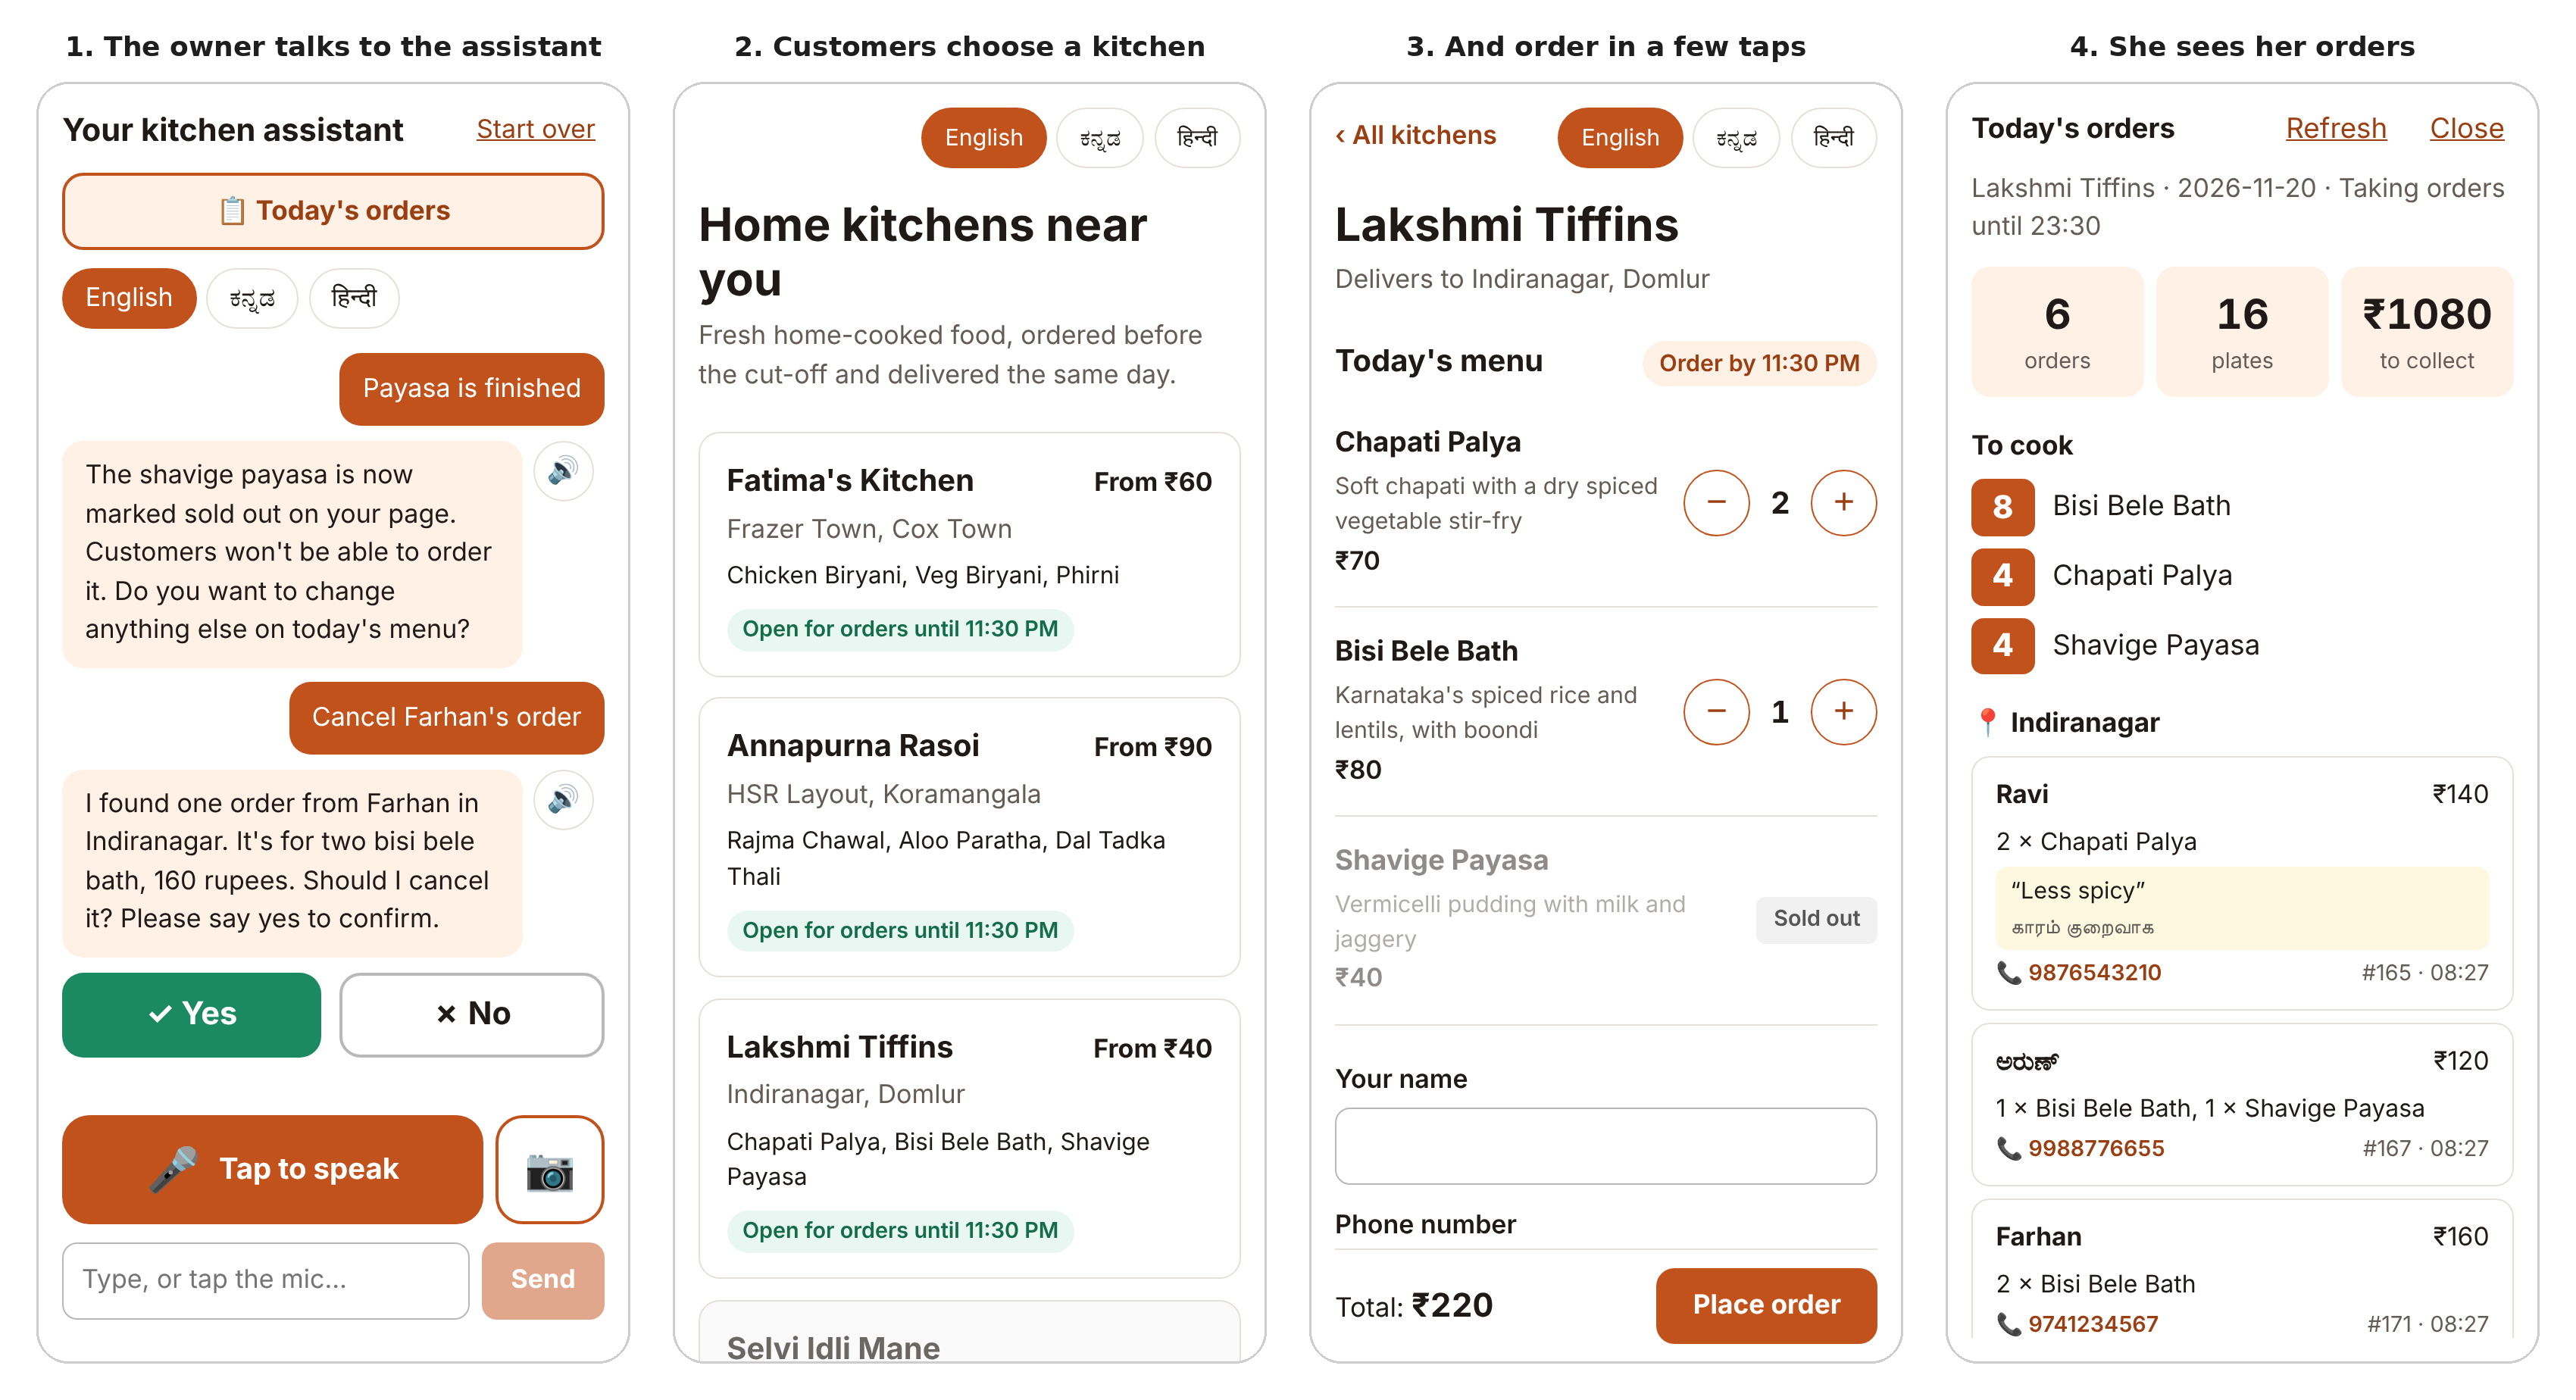 1. The owner talks to the assistant
Your kitchen assistant
Start over
📋 Today's orders
English
ಕನ್ನಡ
हिन्दी
Payasa is finished
The shavige payasa is now
marked sold out on your page.
Customers won't be able to order
it. Do you want to change
anything else on today's menu?
Cancel Farhan's order
I found one order from Farhan in
Indiranagar. It's for two bisi bele
bath, 160 rupees. Should I cancel
it? Please say yes to confirm.
✓ Yes
× No
Tap to speak
Type, or tap the mic...
Send
2. Customers choose a kitchen
English
ಕನ್ನಡ
हिन्दी
Home kitchens near
you
Fresh home-cooked food, ordered before
the cut-off and delivered the same day.
Fatima's Kitchen
From ₹60
Frazer Town, Cox Town
Chicken Biryani, Veg Biryani, Phirni
Open for orders until 11:30 PM
Annapurna Rasoi
From ₹90
HSR Layout, Koramangala
Rajma Chawal, Aloo Paratha, Dal Tadka
Thali
Open for orders until 11:30 PM
Lakshmi Tiffins
From ₹40
Indiranagar, Domlur
Chapati Palya, Bisi Bele Bath, Shavige
Payasa
Open for orders until 11:30 PM
Selvi Idli Mane
3. And order in a few taps
‹ All kitchens
English
ಕನ್ನಡ
हिन्दी
Lakshmi Tiffins
Delivers to Indiranagar, Domlur
Today's menu
Order by 11:30 PM
Chapati Palya
Soft chapati with a dry spiced
vegetable stir-fry
₹70
− 2 +
Bisi Bele Bath
Karnataka's spiced rice and
lentils, with boondi
₹80
− 1 +
Shavige Payasa
Vermicelli pudding with milk and
jaggery
₹40
Sold out
Your name
Phone number
Total: ₹220
Place order
4. She sees her orders
Today's orders
Refresh
Close
Lakshmi Tiffins · 2026-11-20 · Taking orders
until 23:30
6
orders
16
plates
₹1080
to collect
To cook
8 Bisi Bele Bath
4 Chapati Palya
4 Shavige Payasa
📍 Indiranagar
Ravi
₹140
2 × Chapati Palya
“Less spicy”
காரம் குறைவாக
📞 9876543210
#165 · 08:27
ಅರುಣ್
₹120
1 × Bisi Bele Bath, 1 × Shavige Payasa
📞 9988776655
#167 · 08:27
Farhan
₹160
2 × Bisi Bele Bath
📞 9741234567
#171 · 08:27